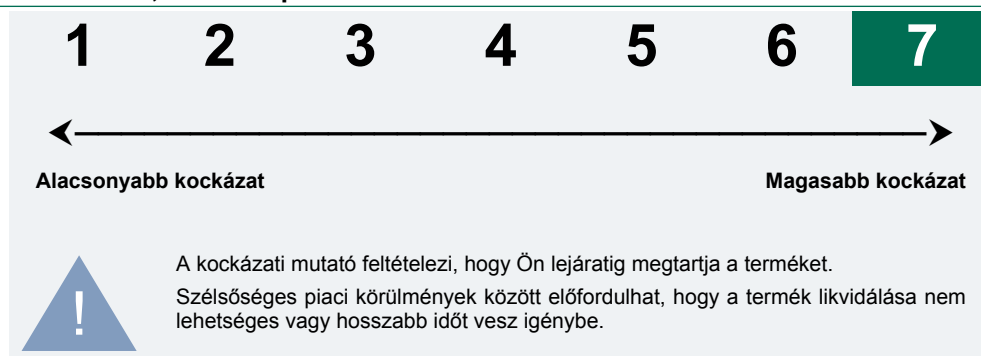 1 2 3 4 5 6 7
Alacsonyabb kockázat Magasabb kockázat
A kockázati mutató feltételezi, hogy Ön lejáratig megtartja a terméket.
Szélsőséges piaci körülmények között előfordulhat, hogy a termék likvidálása nem
lehetséges vagy hosszabb időt vesz igénybe.
!